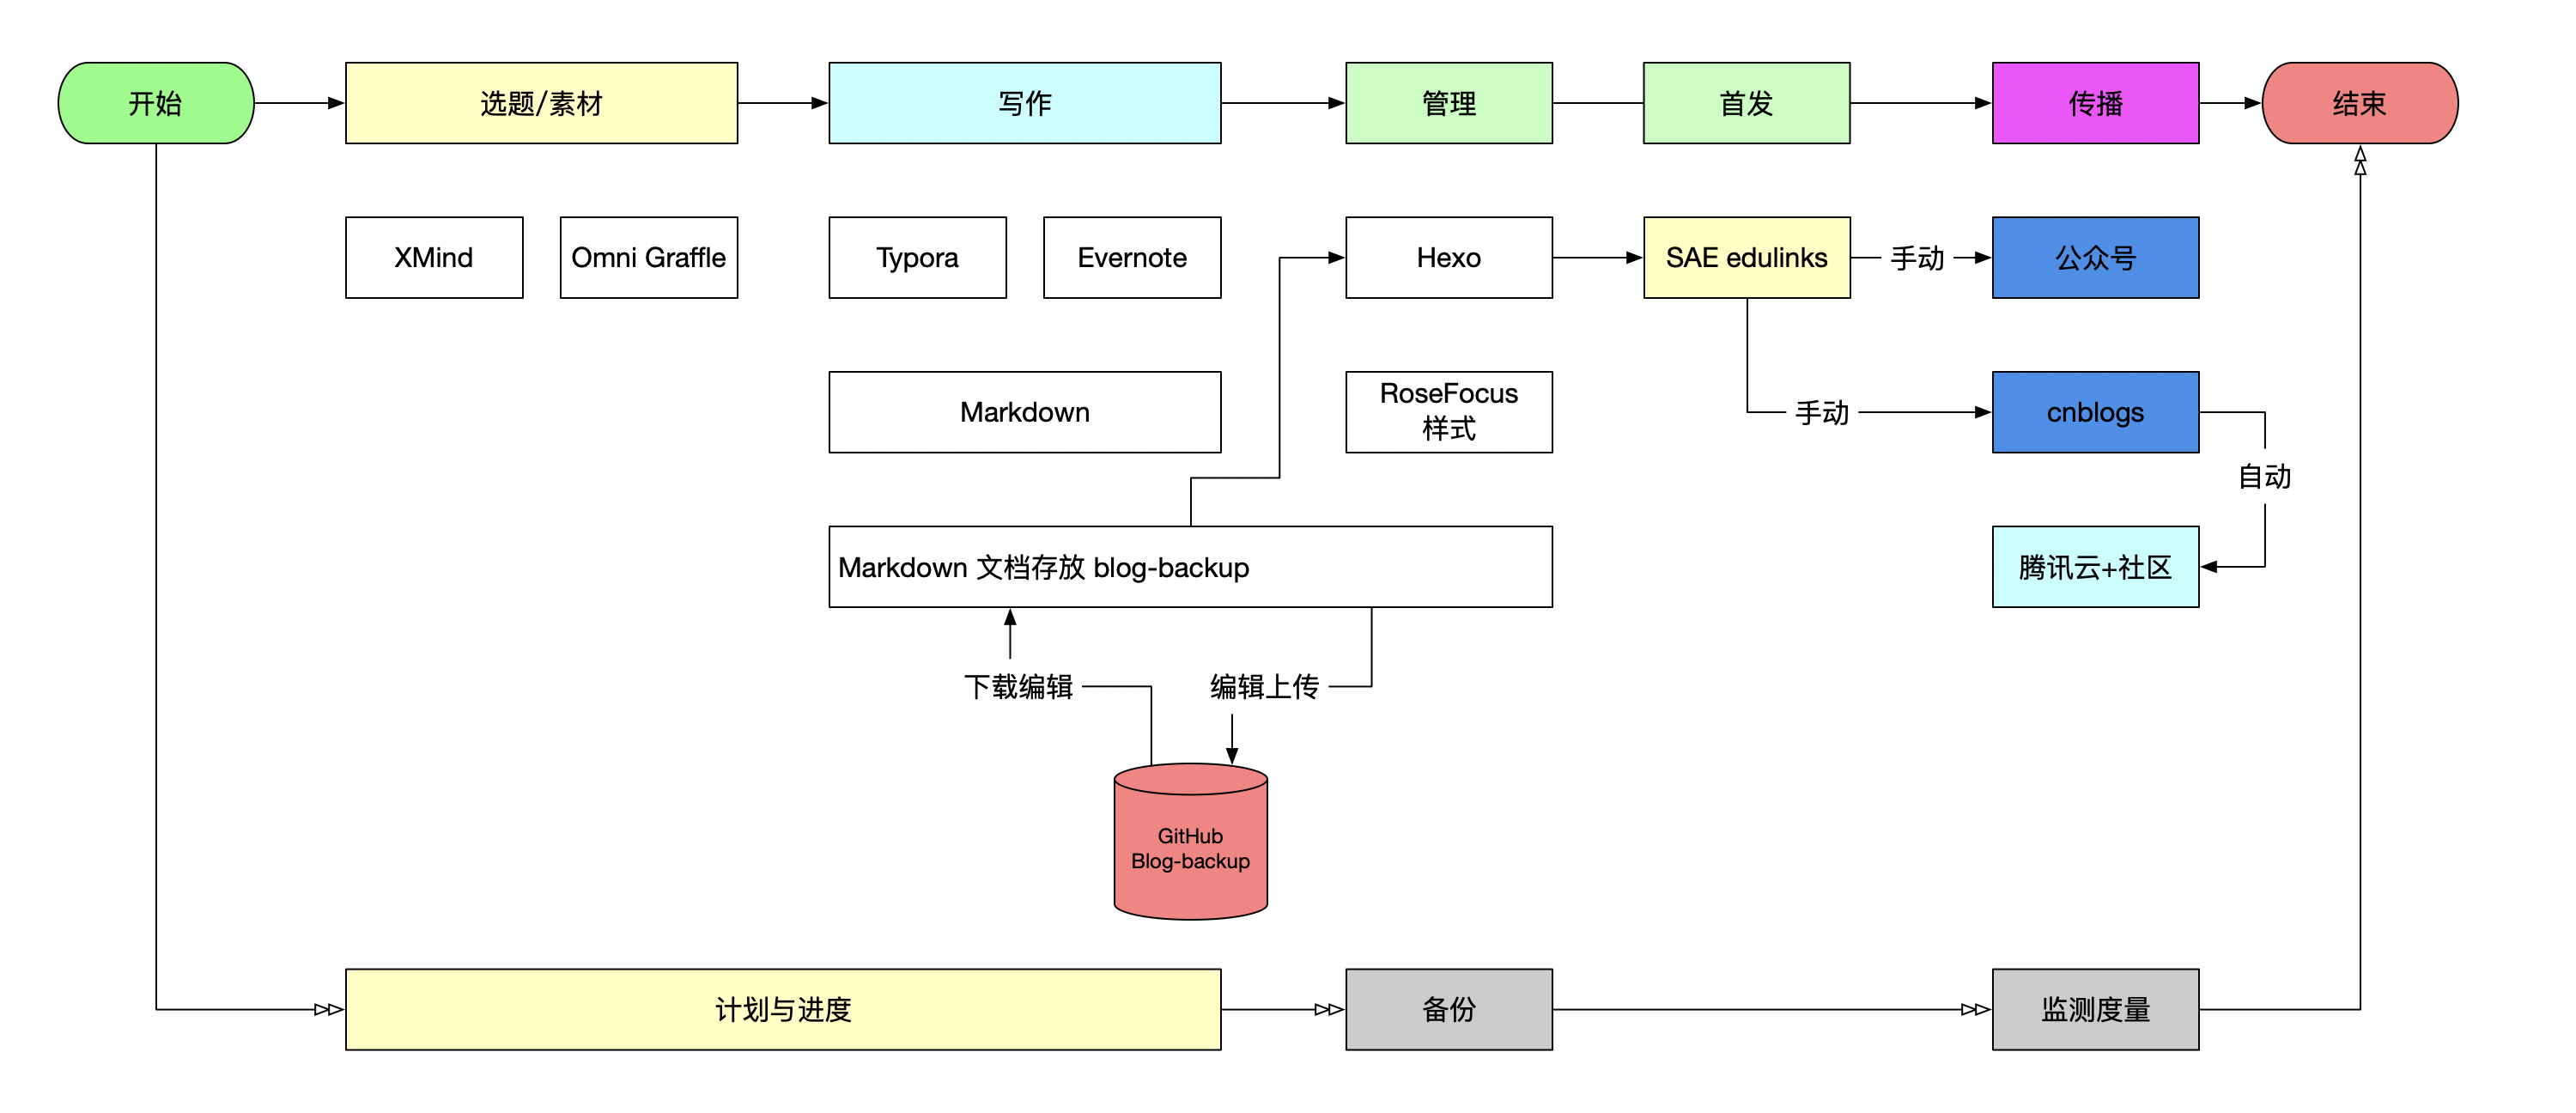 开始
选题/素材
写作
管理
首发
传播
结束
XMind
Omni Graffle
Typora
Evernote
Hexo
SAE edulinks
手动
公众号
Markdown
RoseFocus
样式
手动
cnblogs
自动
Markdown 文档存放 blog-backup
腾讯云+社区
下载编辑
编辑上传
GitHub
Blog-backup
计划与进度
备份
监测度量